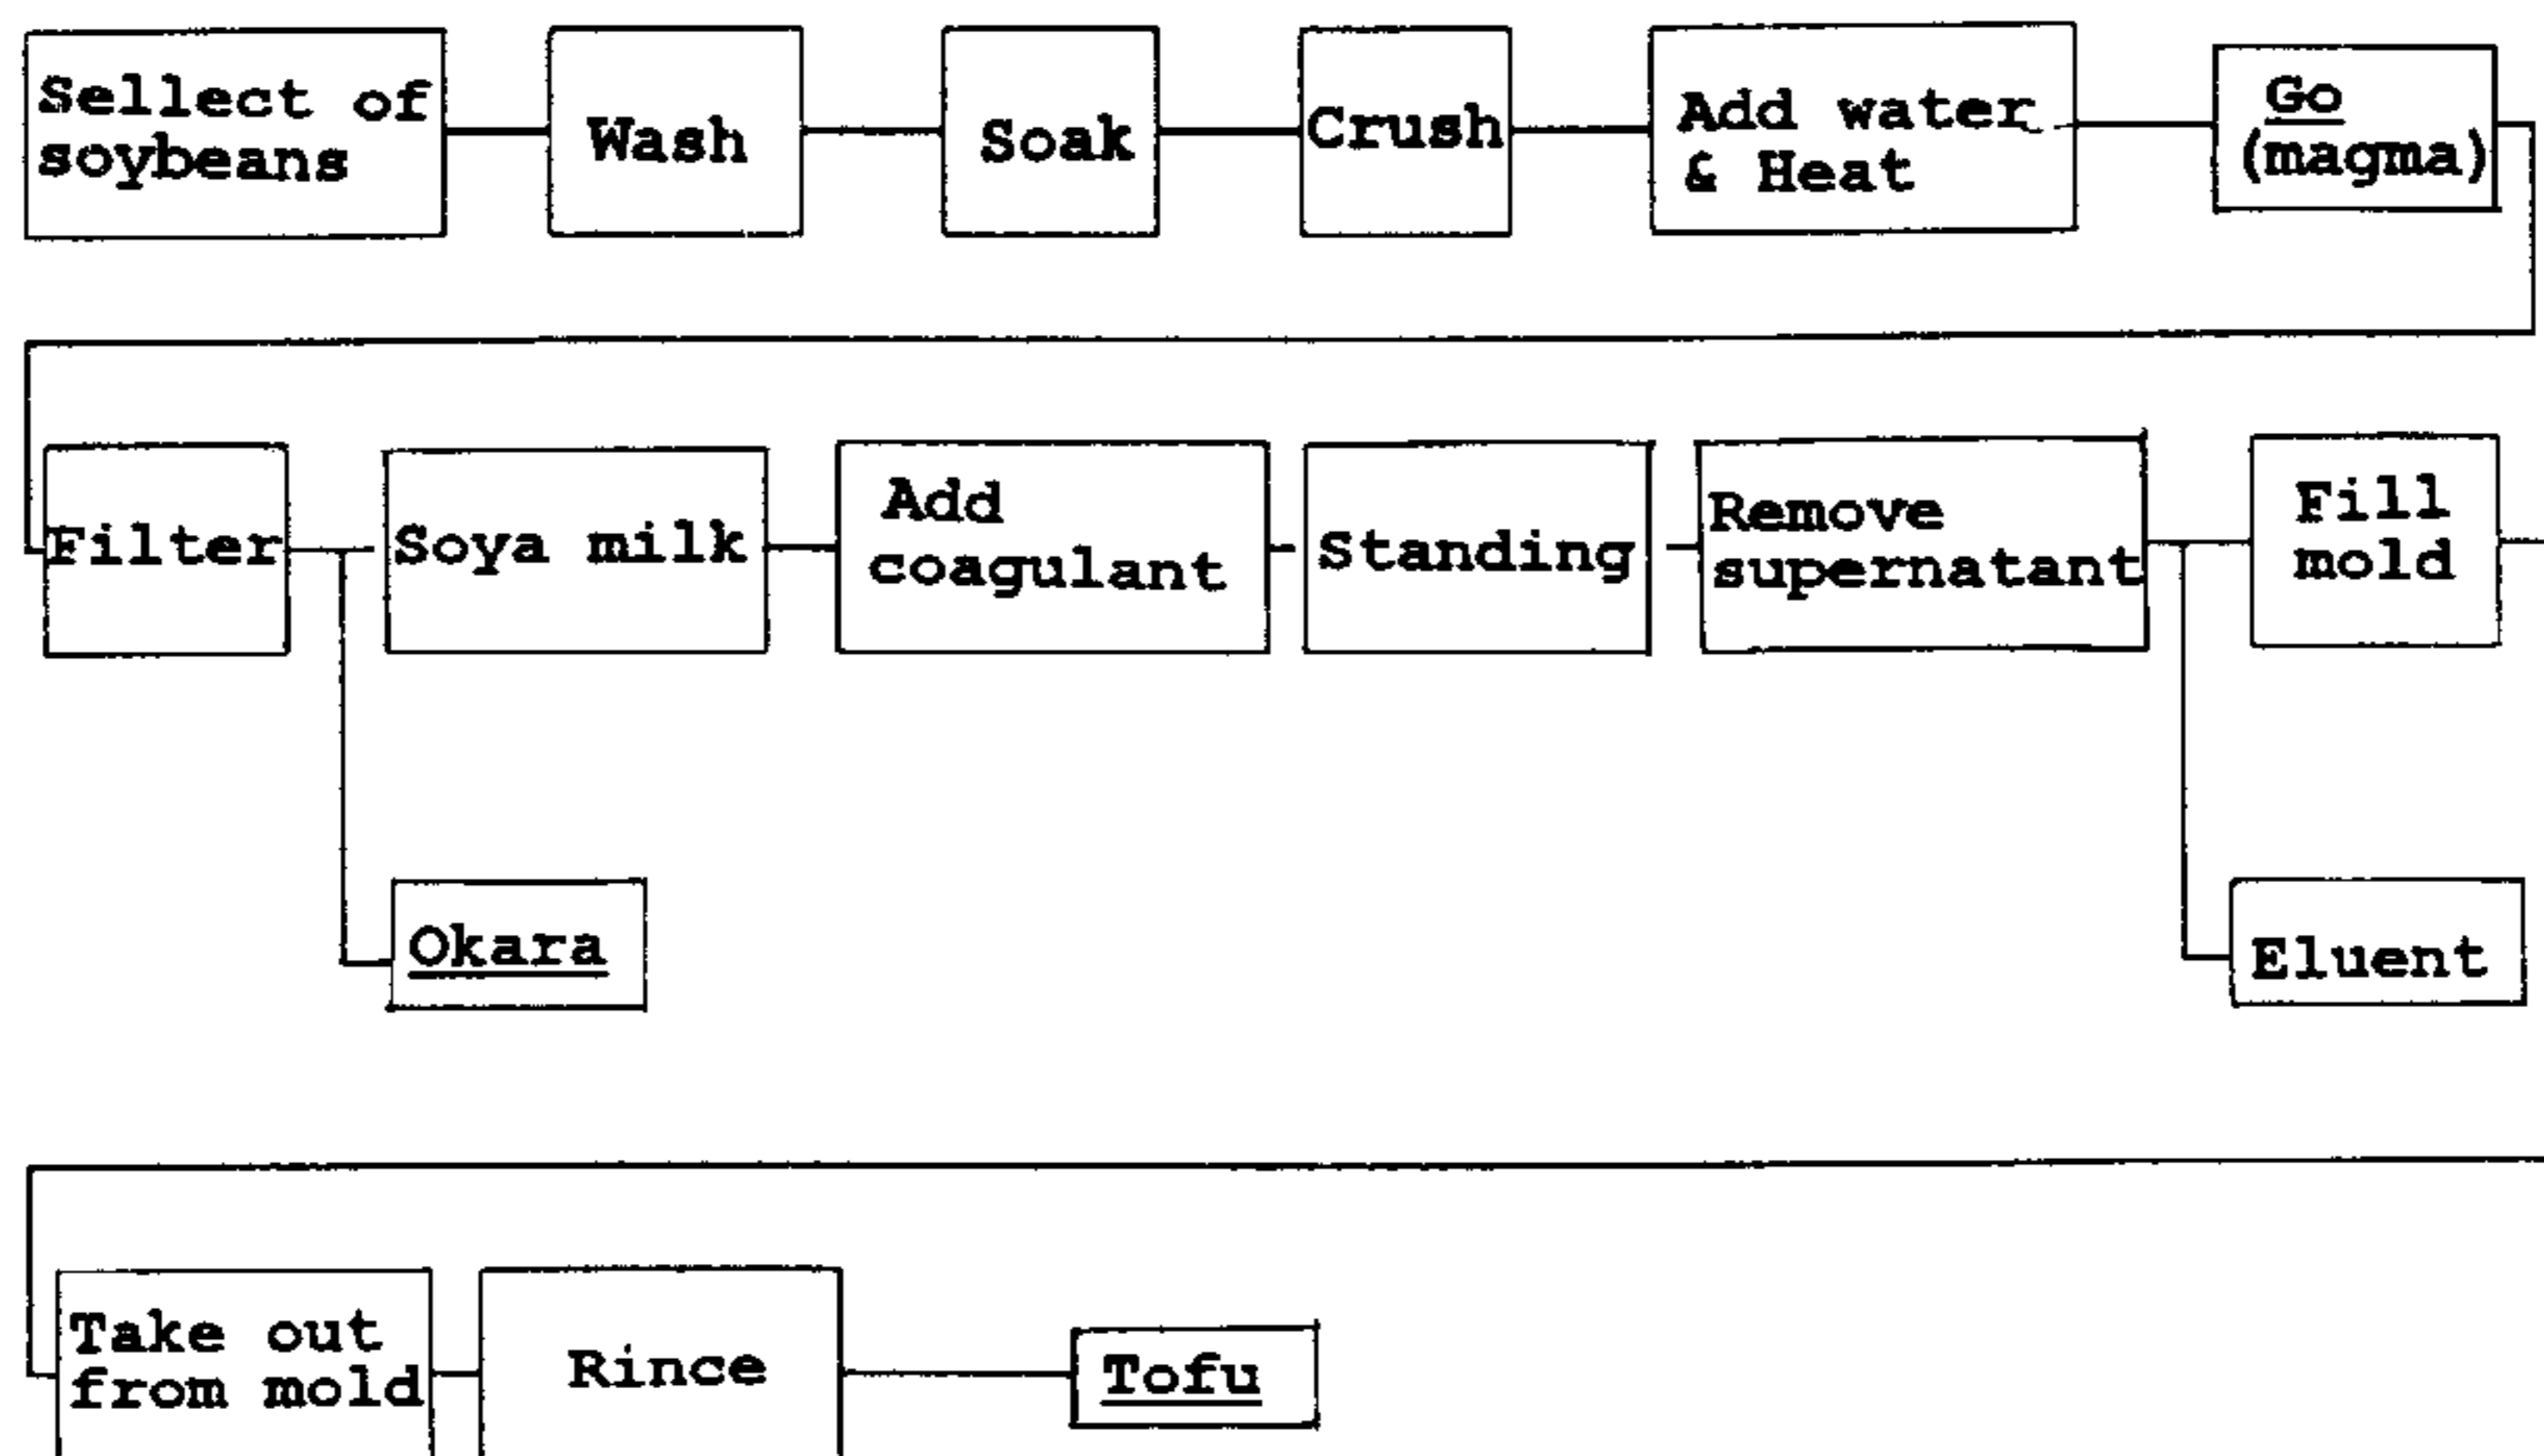 Sellect of
soybeans
Wash
Soak
Crush
Add water
& Heat
Go
(magma)
Filter
Soya milk
Add
coagulant
Standing
Remove
supernatant
Fill
mold
Okara
Eluent
Take out
from mold
Rince
Tofu